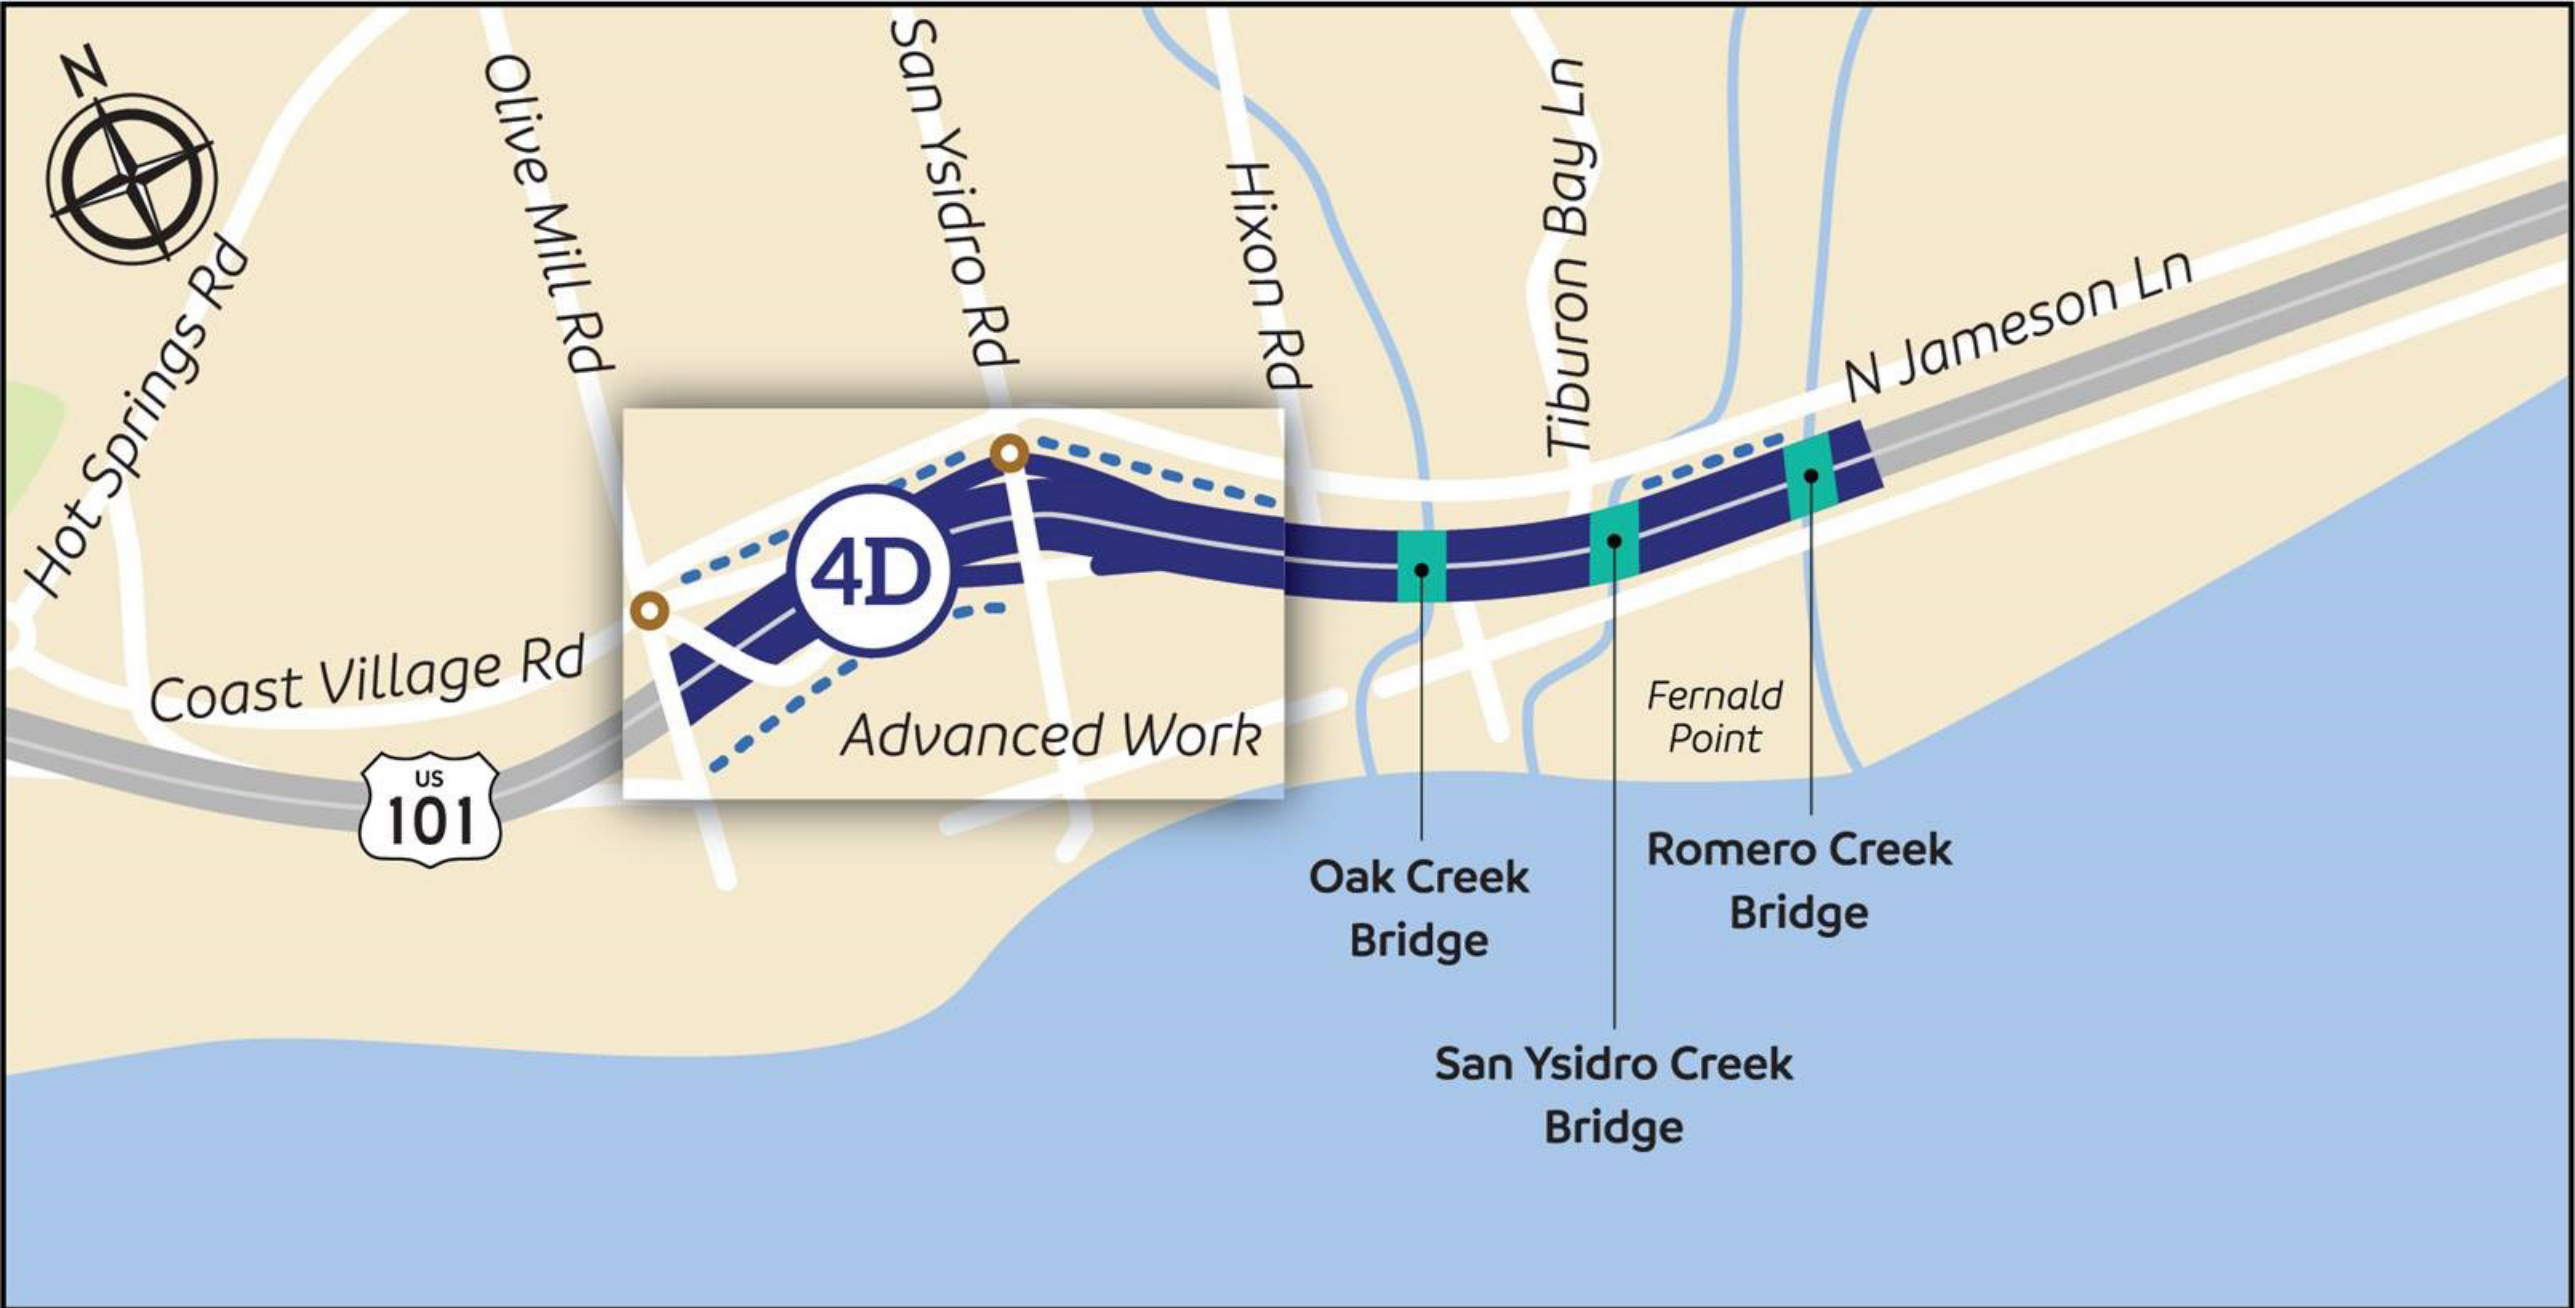 N
Olive Mill Rd
San Ysidro Rd
Hixon Rd
Tiburon Bay Ln
Hot Springs Rd
N Jameson Ln
4D
Coast Village Rd
Advanced Work
US
101
Fernald
Point
Oak Creek
Bridge
Romero Creek
Bridge
San Ysidro Creek
Bridge